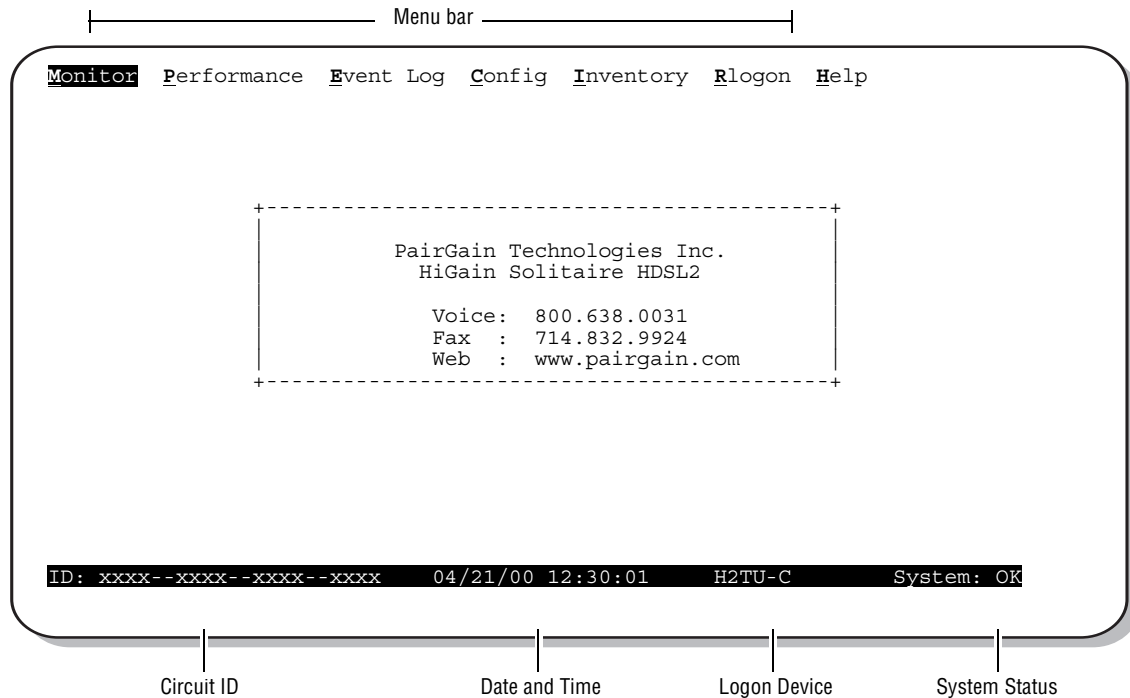 Menu bar
Monitor Performance Event Log Config Inventory Rlogon Help
PairGain Technologies Inc.
HiGain Solitaire HDSL2
Voice: 800.638.0031
Fax : 714.832.9924
Web : www.pairgain.com
ID: xxxx--xxxx--xxxx--xxxx 04/21/00 12:30:01 H2TU-C System: OK
Circuit ID Date and Time Logon Device System Status